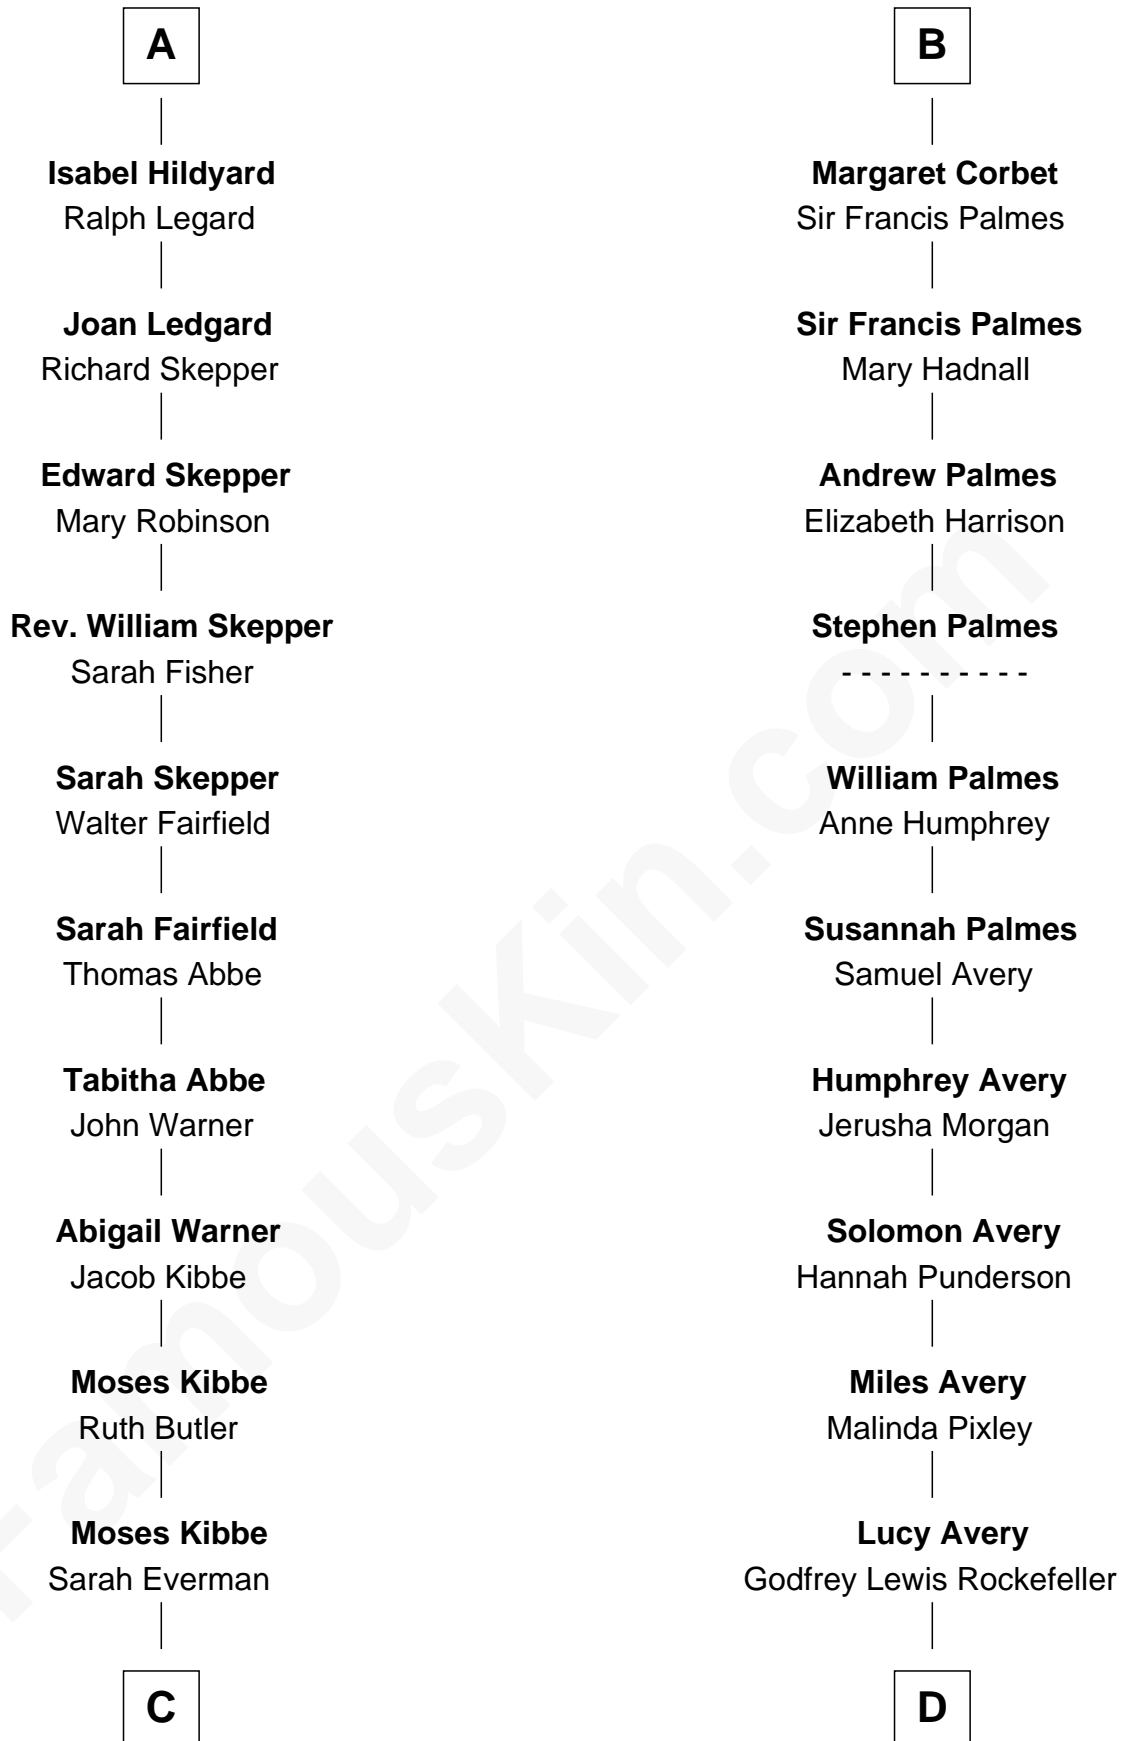 A
Isabel Hildyard
Ralph Legard
Joan Ledgard
Richard Skepper
Edward Skepper
Mary Robinson
Rev. William Skepper
Sarah Fisher
Sarah Skepper
Walter Fairfield
Sarah Fairfield
Thomas Abbe
Tabitha Abbe
John Warner
Abigail Warner
Jacob Kibbe
Moses Kibbe
Ruth Butler
Moses Kibbe
Sarah Everman
C
B
Margaret Corbet
Sir Francis Palmes
Sir Francis Palmes
Mary Hadnall
Andrew Palmes
Elizabeth Harrison
Stephen Palmes
- - - - - - - - - -
William Palmes
Anne Humphrey
Susannah Palmes
Samuel Avery
Humphrey Avery
Jerusha Morgan
Solomon Avery
Hannah Punderson
Miles Avery
Malinda Pixley
Lucy Avery
Godfrey Lewis Rockefeller
D
FamousKin.com